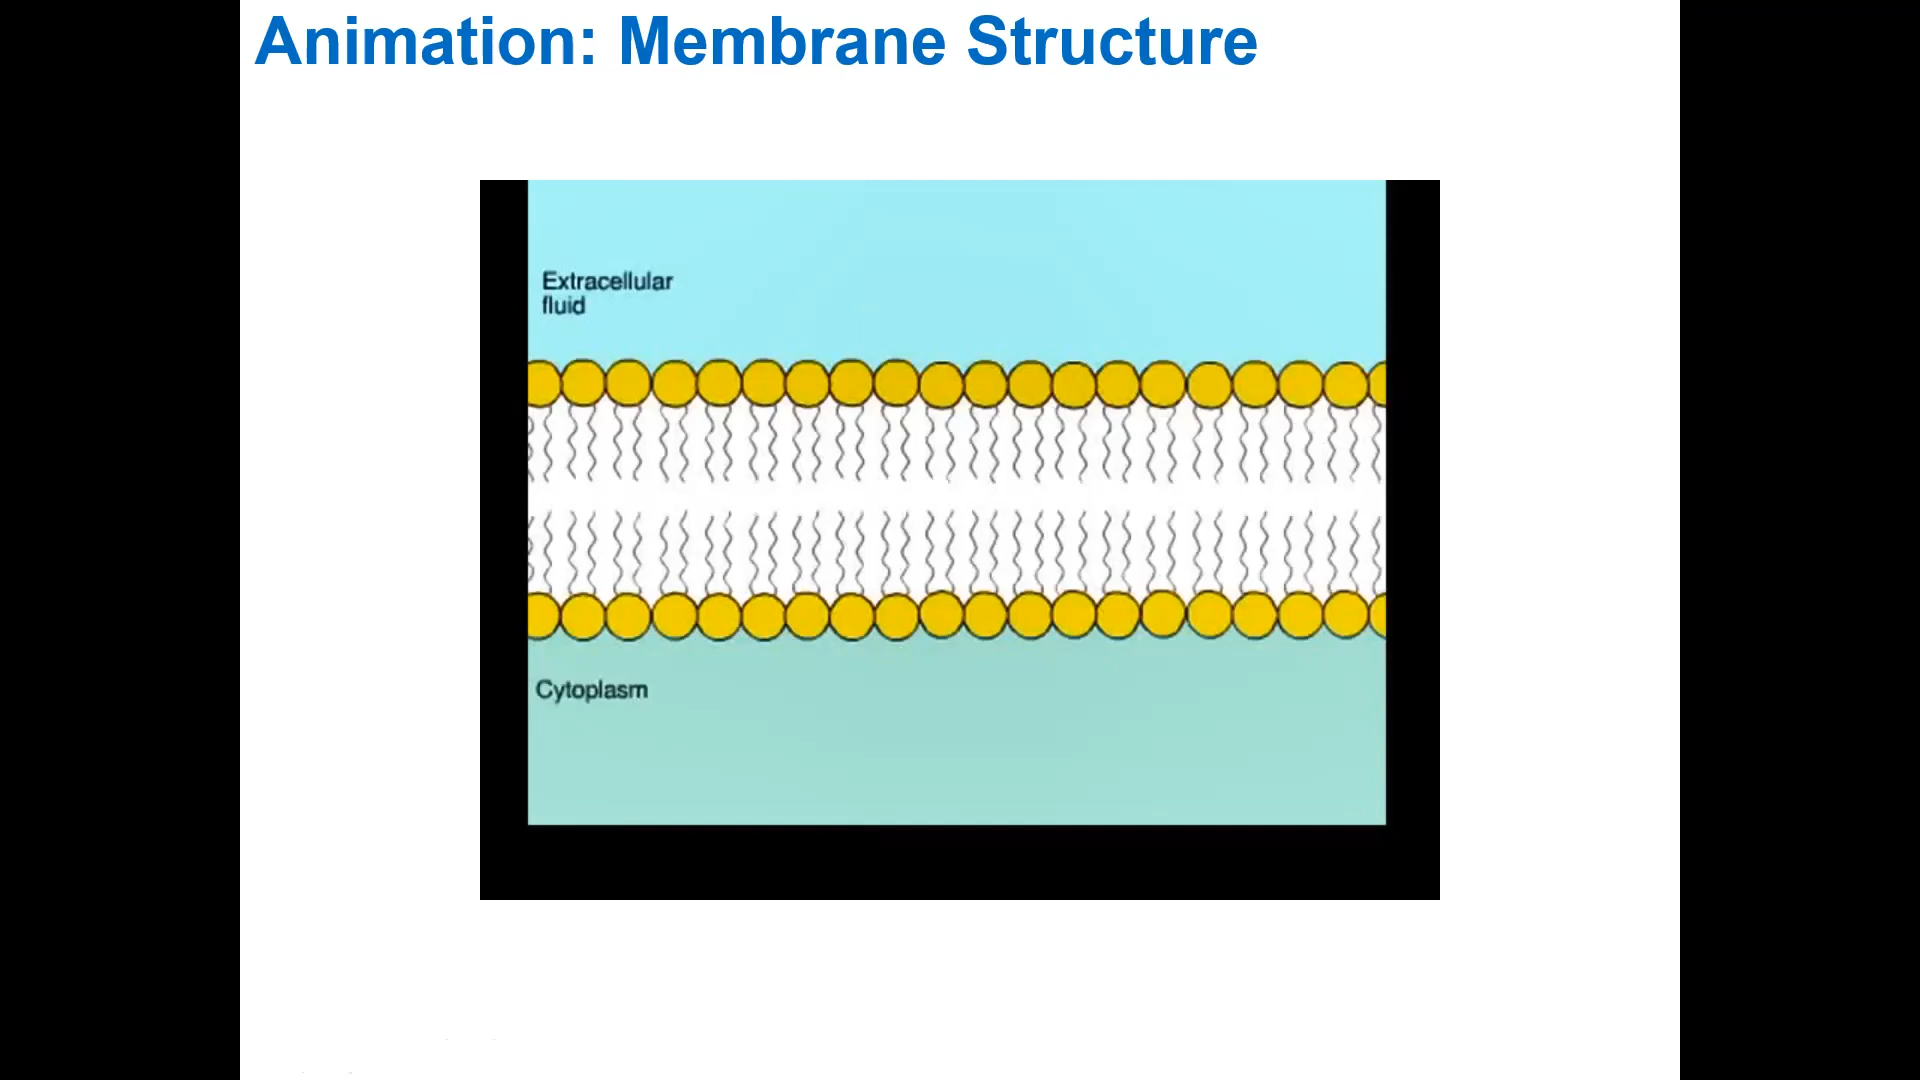 Animation: Membrane Structure
Extracellular
fluid
Cytoplasm